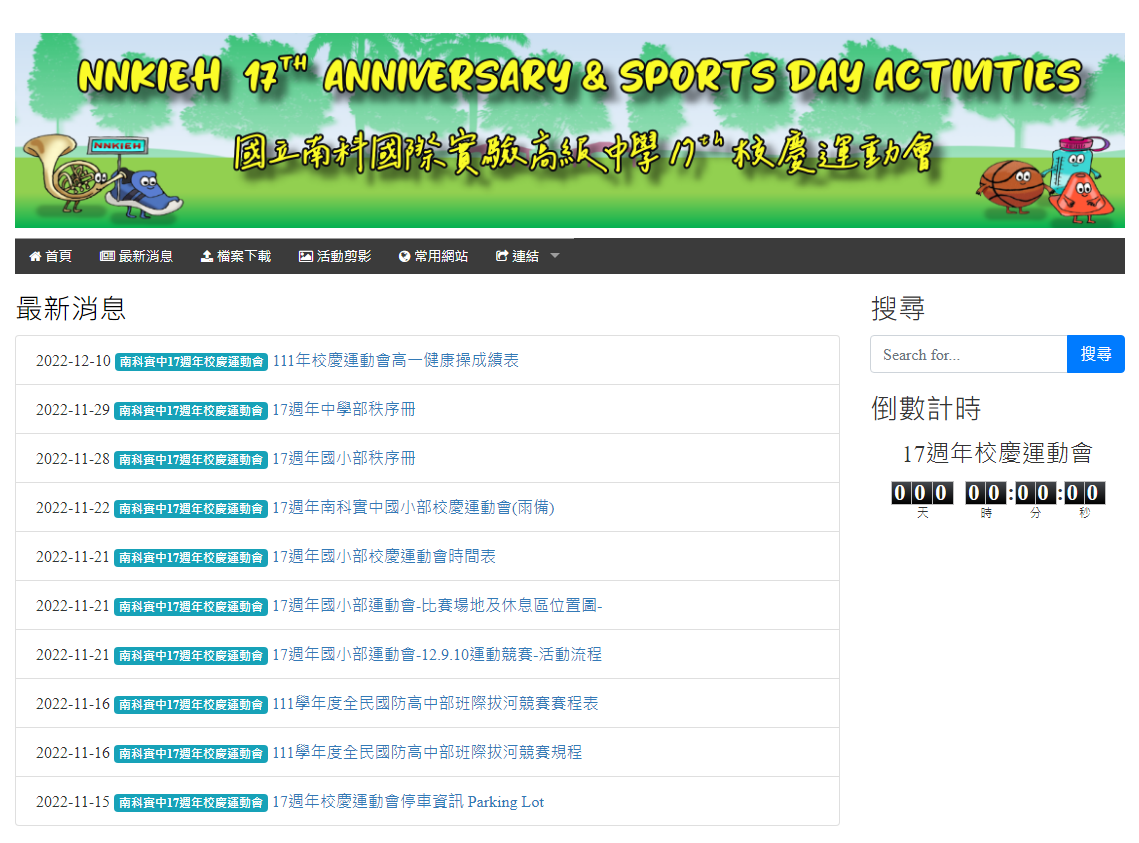 NNKIEH 17TH ANNIVERSARY & SPORTS DAY ACTIVITIES
NNKIEH
國立南科國際實驗高級中學 17th 校慶運動會
首頁 最新消息 檔案下載 活動剪影 常用網站 連結
最新消息
2022-12-10 南科實中17週年校慶運動會 111年校慶運動會高一健康操成績表
2022-11-29 南科實中17週年校慶運動會 17週年中學部秩序冊
2022-11-28 南科實中17週年校慶運動會 17週年國小部秩序冊
2022-11-22 南科實中17週年校慶運動會 17週年南科實中國小部校慶運動會(雨備)
2022-11-21 南科實中17週年校慶運動會 17週年國小部校慶運動會時間表
2022-11-21 南科實中17週年校慶運動會 17週年國小部運動會-比賽場地及休息區位置圖-
2022-11-21 南科實中17週年校慶運動會 17週年國小部運動會-12.9.10運動競賽-活動流程
2022-11-16 南科實中17週年校慶運動會 111學年度全民國防高中部班際拔河競賽賽程表
2022-11-16 南科實中17週年校慶運動會 111學年度全民國防高中部班際拔河競賽規程
2022-11-15 南科實中17週年校慶運動會 17週年校慶運動會停車資訊 Parking Lot
搜尋
Search for... 搜尋
倒數計時
17週年校慶運動會
000 00:00:00
天 時 分 秒